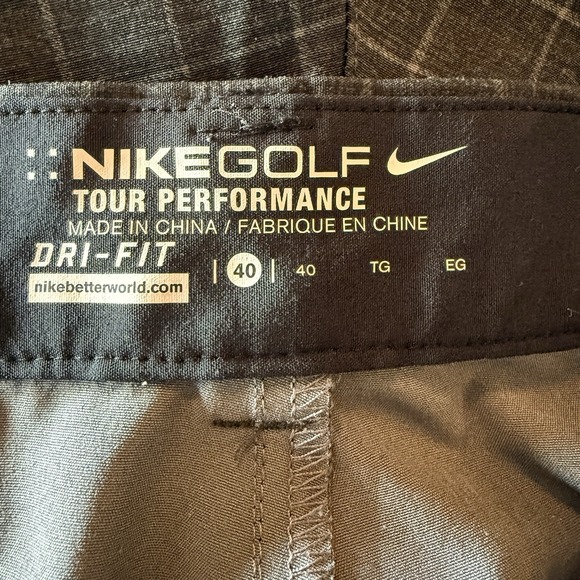 NIKEGOLF
TOUR PERFORMANCE
MADE IN CHINA / FABRIQUE EN CHINE
DRI-FIT
nikebetterworld.com
| 40 | 40 TG EG